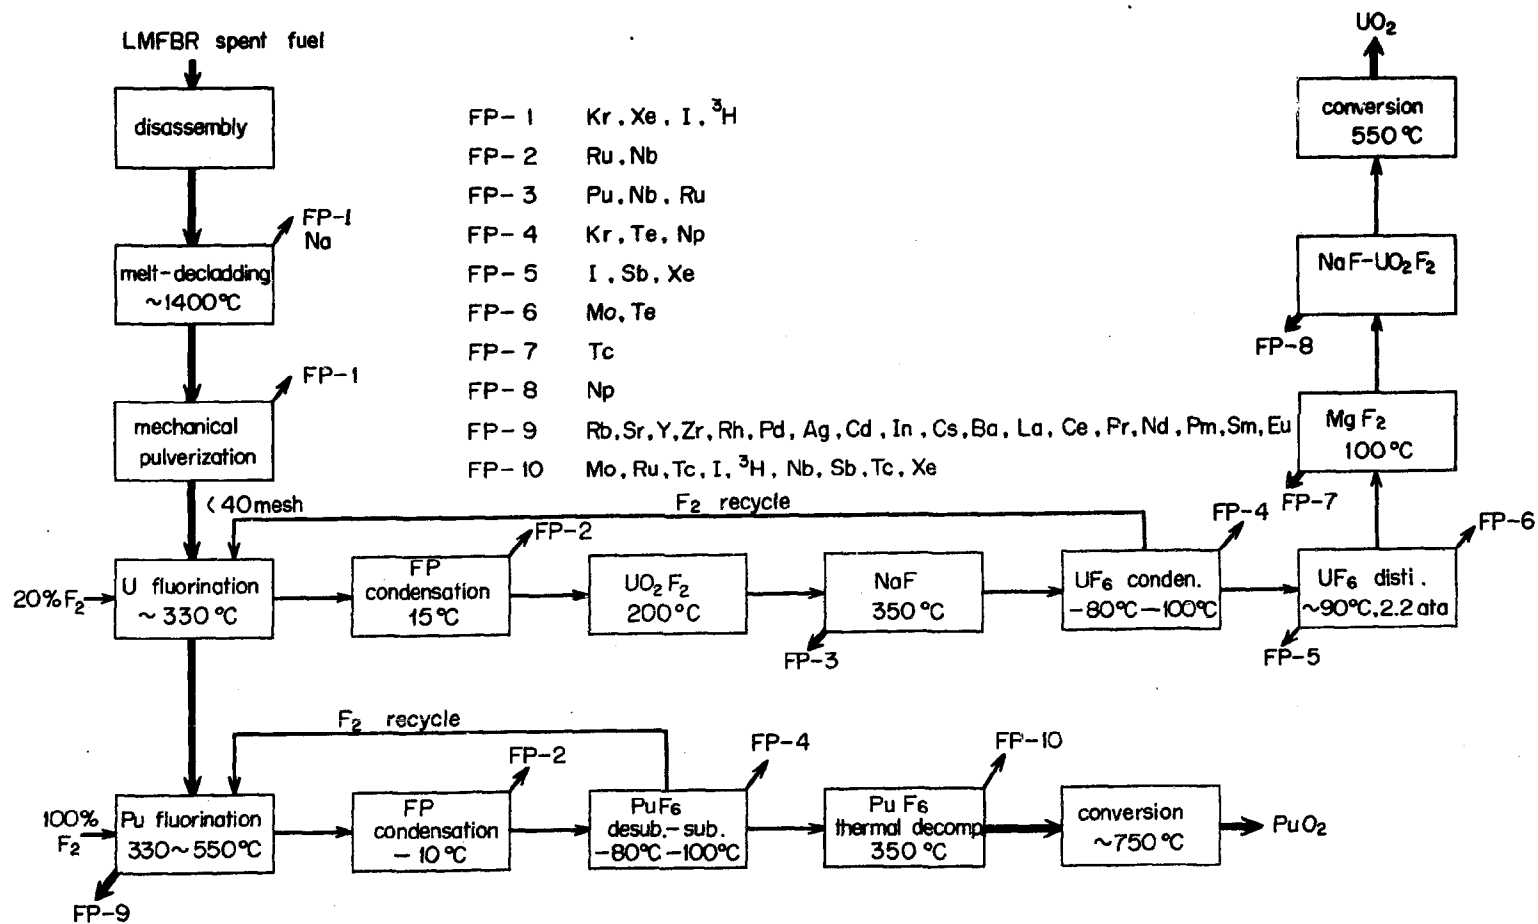 LMFBR spent fuel
disassembly
FP-1
Na
melt-decladding
~1400°C
FP-1
mechanical
pulverization
<40 mesh
FP-1 Kr, Xe, I, ³H
FP-2 Ru, Nb
FP-3 Pu, Nb, Ru
FP-4 Kr, Te, Np
FP-5 I, Sb, Xe
FP-6 Mo, Te
FP-7 Tc
FP-8 Np
FP-9 Rb, Sr, Y, Zr, Rh, Pd, Ag, Cd, In, Cs, Ba, La, Ce, Pr, Nd, Pm, Sm, Eu
FP-10 Mo, Ru, Tc, I, ³H, Nb, Sb, Tc, Xe
UO₂
conversion
550°C
NaF-UO₂F₂
FP-8
MgF₂
100°C
FP-7
F₂ recycle
20% F₂
U fluorination
~330°C
FP-2
FP
condensation
15°C
UO₂F₂
200°C
NaF
350°C
FP-3
FP-4
UF₆ conden.
-80°C-100°C
FP-6
UF₆ disti.
~90°C, 2.2 ata
FP-5
F₂ recycle
100%
F₂
Pu fluorination
330~550°C
FP-9
FP-2
FP
condensation
-10°C
FP-4
PuF₆
desub.-sub.
-80°C-100°C
FP-10
PuF₆
thermal decomp
350°C
conversion
~750°C
PuO₂